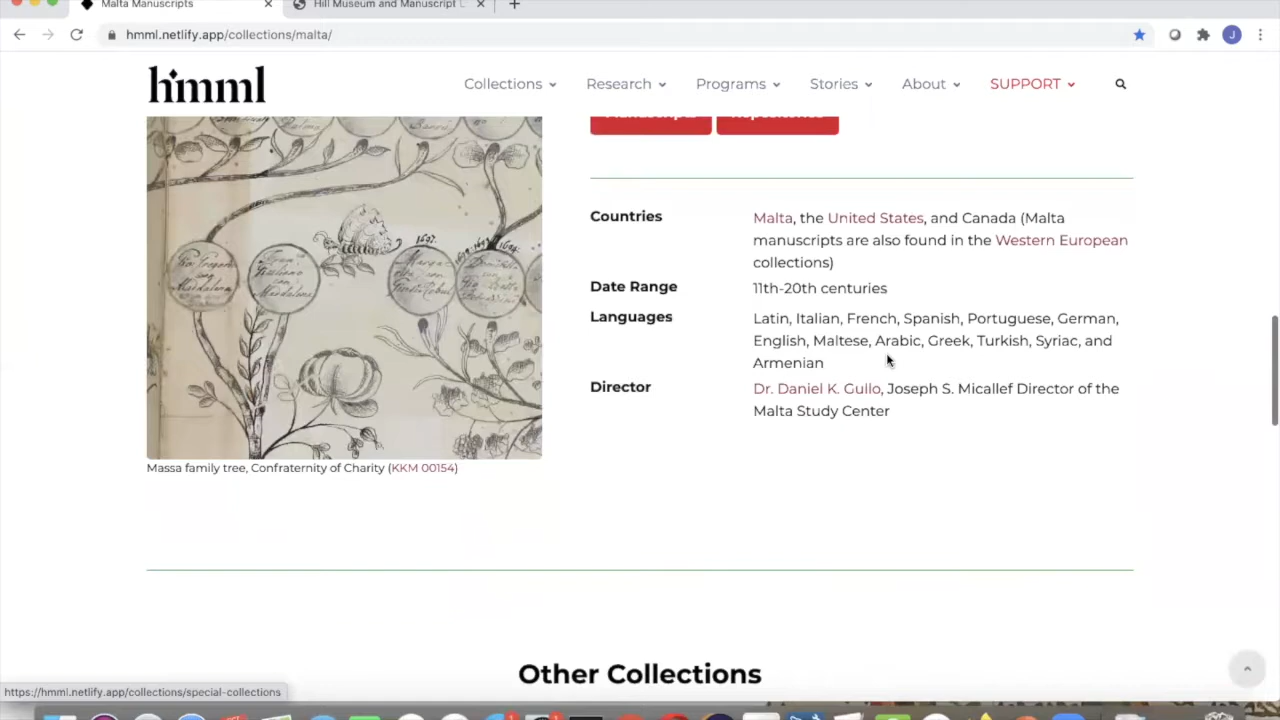 Malta Manuscripts
Hill Museum and Manuscript L
hmml.netlify.app/collections/malta/
J
hmml
Collections
Research
Programs
Stories
About
SUPPORT
Countries
Malta, the United States, and Canada (Malta
manuscripts are also found in the Western European
collections)
Date Range
11th-20th centuries
Languages
Latin, Italian, French, Spanish, Portuguese, German,
English, Maltese, Arabic, Greek, Turkish, Syriac, and
Armenian
Director
Dr. Daniel K. Gullo, Joseph S. Micallef Director of the
Malta Study Center
Massa family tree, Confraternity of Charity (KKM 00154)
Other Collections
https://hmml.netlify.app/collections/special-collections